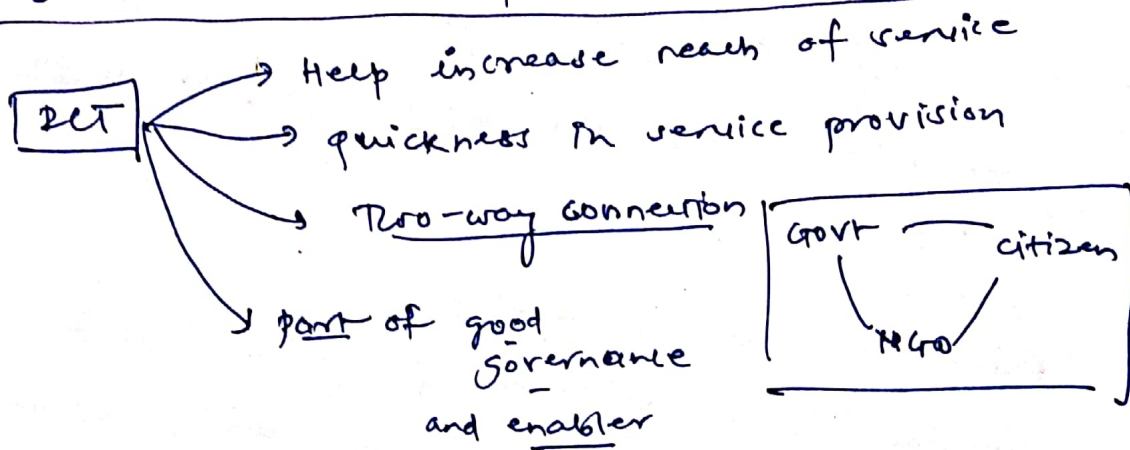 Help increase reach of service
ICT
quickness in service provision
Two-way connection
Govt
citizen
NGO
part of good
governance
and enabler